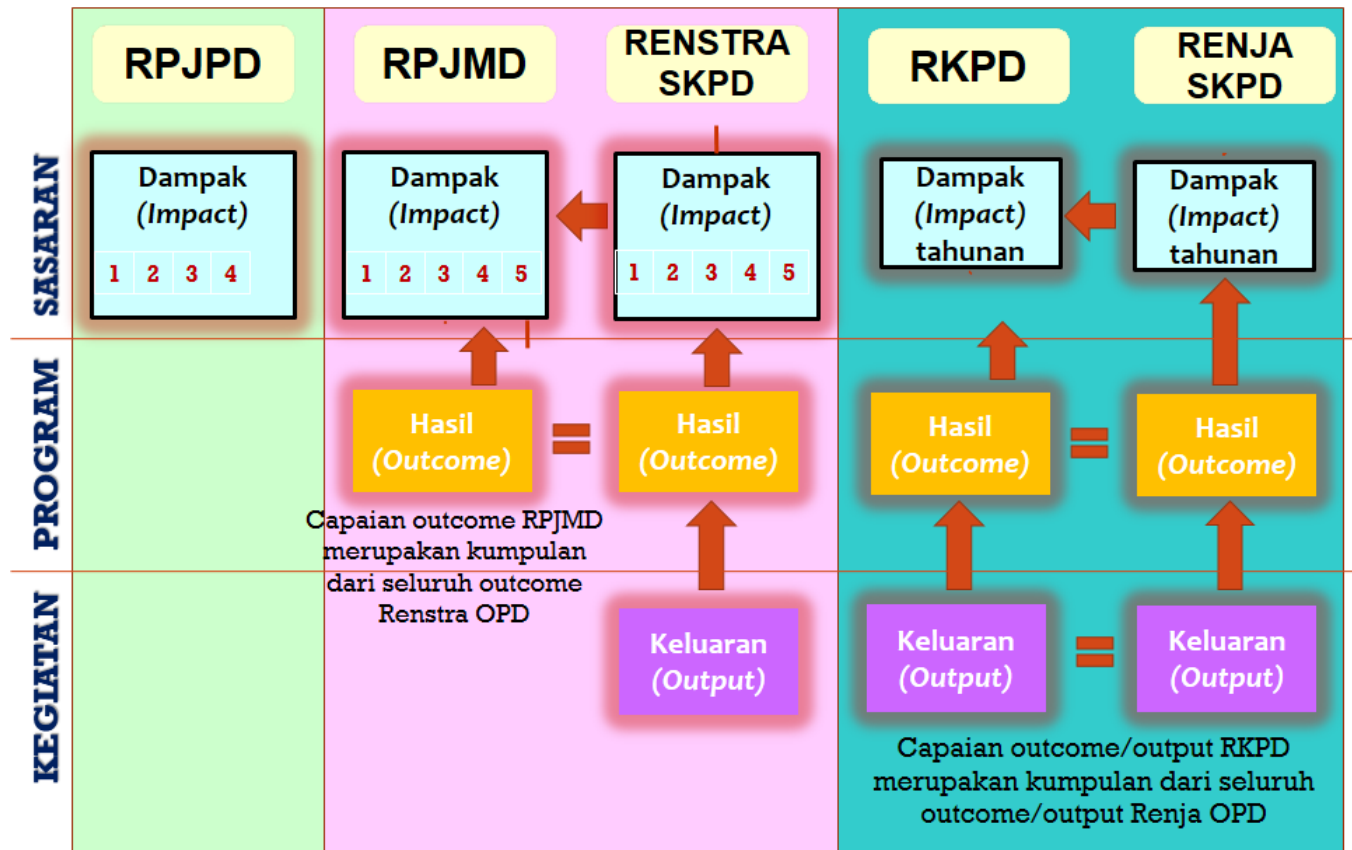 RPJPD
RPJMD
RENSTRA
SKPD
RKPD
RENJA
SKPD
SASARAN
Dampak
(Impact)
1 2 3 4
Dampak
(Impact)
1 2 3 4 5
Dampak
(Impact)
1 2 3 4 5
Dampak
(Impact)
tahunan
Dampak
(Impact)
tahunan
PROGRAM
Hasil
(Outcome)
=
Hasil
(Outcome)
Hasil
(Outcome)
=
Hasil
(Outcome)
Capaian outcome RPJMD
merupakan kumpulan
dari seluruh outcome
Renstra OPD
KEGIATAN
Keluaran
(Output)
Keluaran
(Output)
=
Keluaran
(Output)
Capaian outcome/output RKPD
merupakan kumpulan dari seluruh
outcome/output Renja OPD